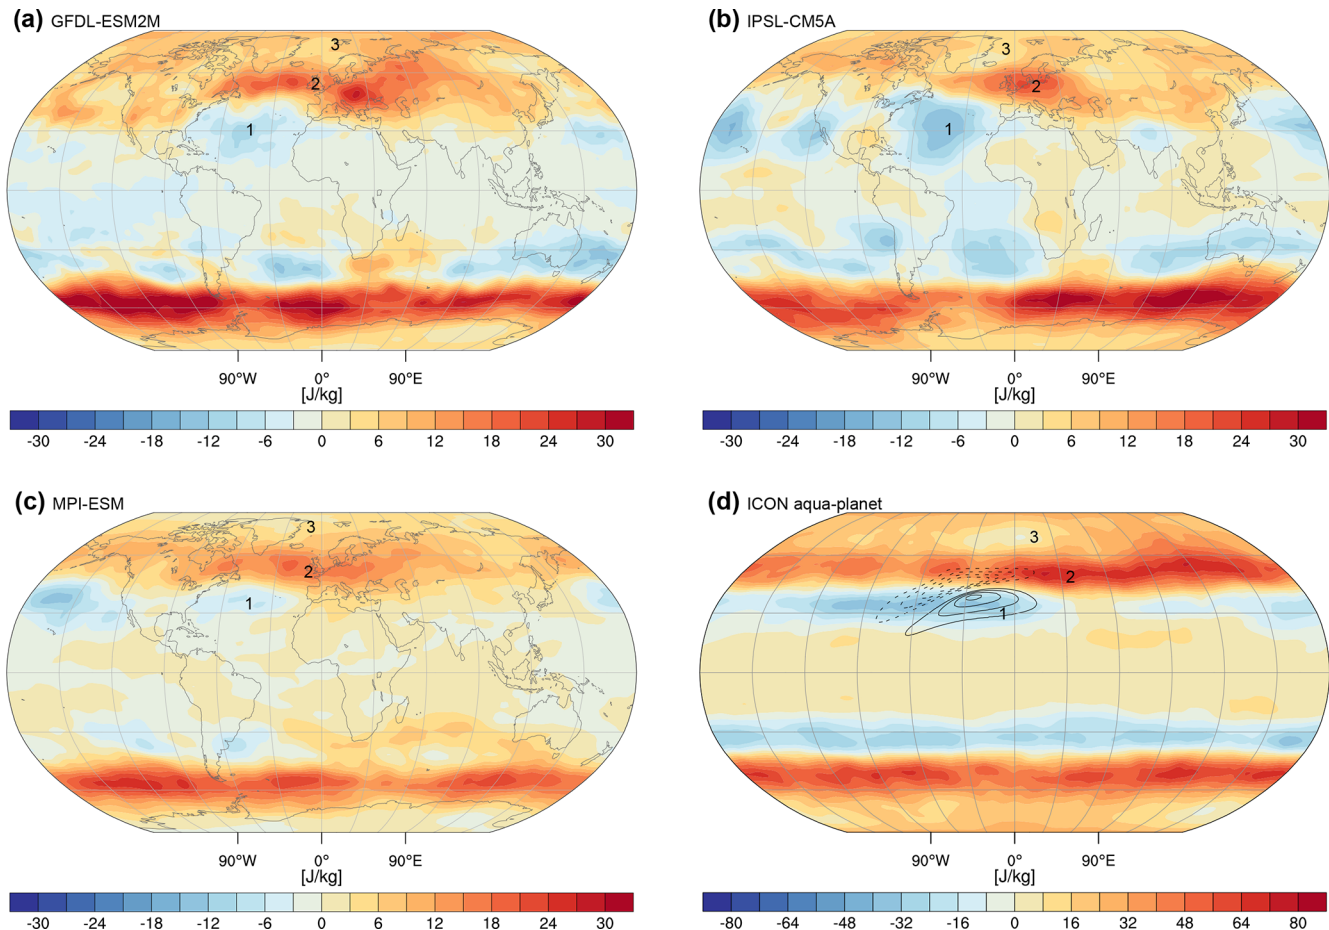 (a) GFDL-ESM2M
3
2
1
90°W 0° 90°E
[J/kg]
-30 -24 -18 -12 -6 0 6 12 18 24 30
(b) IPSL-CM5A
3
2
1
90°W 0° 90°E
[J/kg]
-30 -24 -18 -12 -6 0 6 12 18 24 30
(c) MPI-ESM
3
2
1
90°W 0° 90°E
[J/kg]
-30 -24 -18 -12 -6 0 6 12 18 24 30
(d) ICON aqua-planet
3
2
1
90°W 0° 90°E
[J/kg]
-80 -64 -48 -32 -16 0 16 32 48 64 80